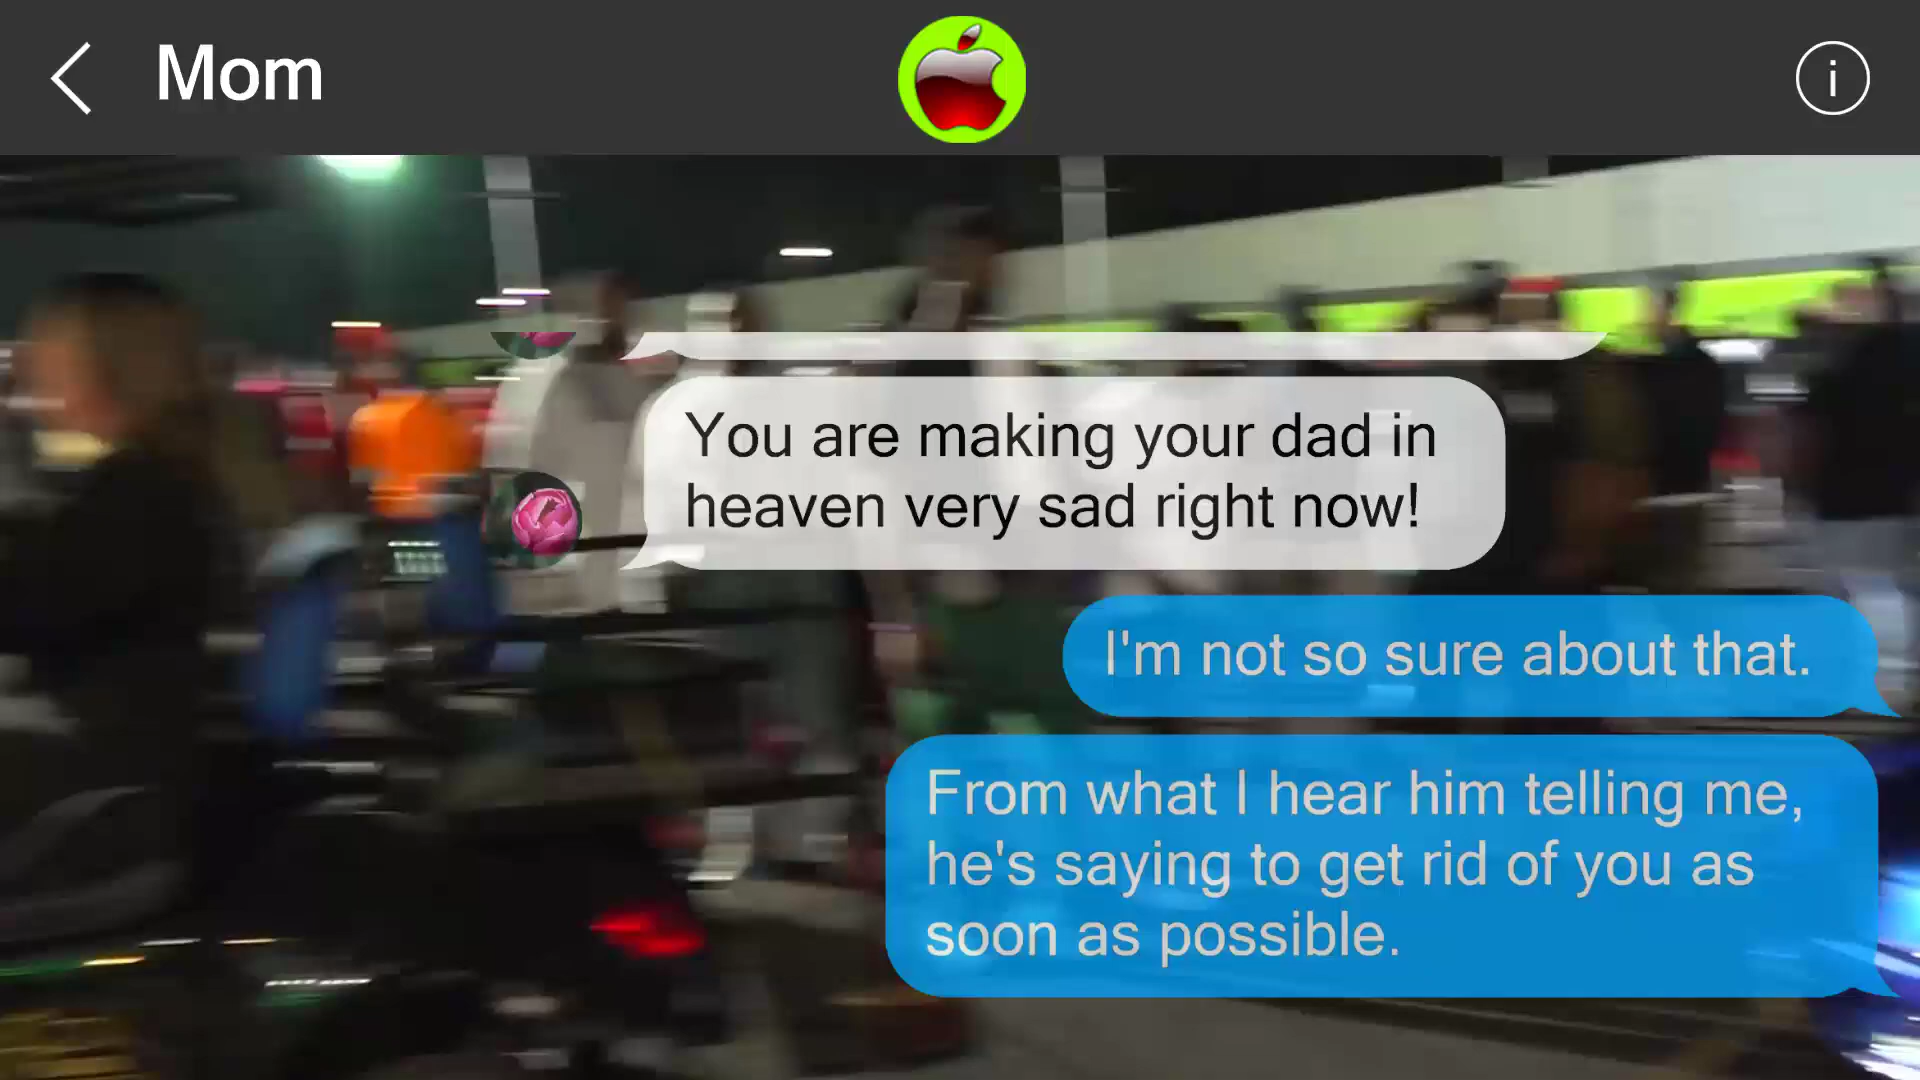 Mom
You are making your dad in
heaven very sad right now!
I'm not so sure about that.
From what I hear him telling me,
he's saying to get rid of you as
soon as possible.